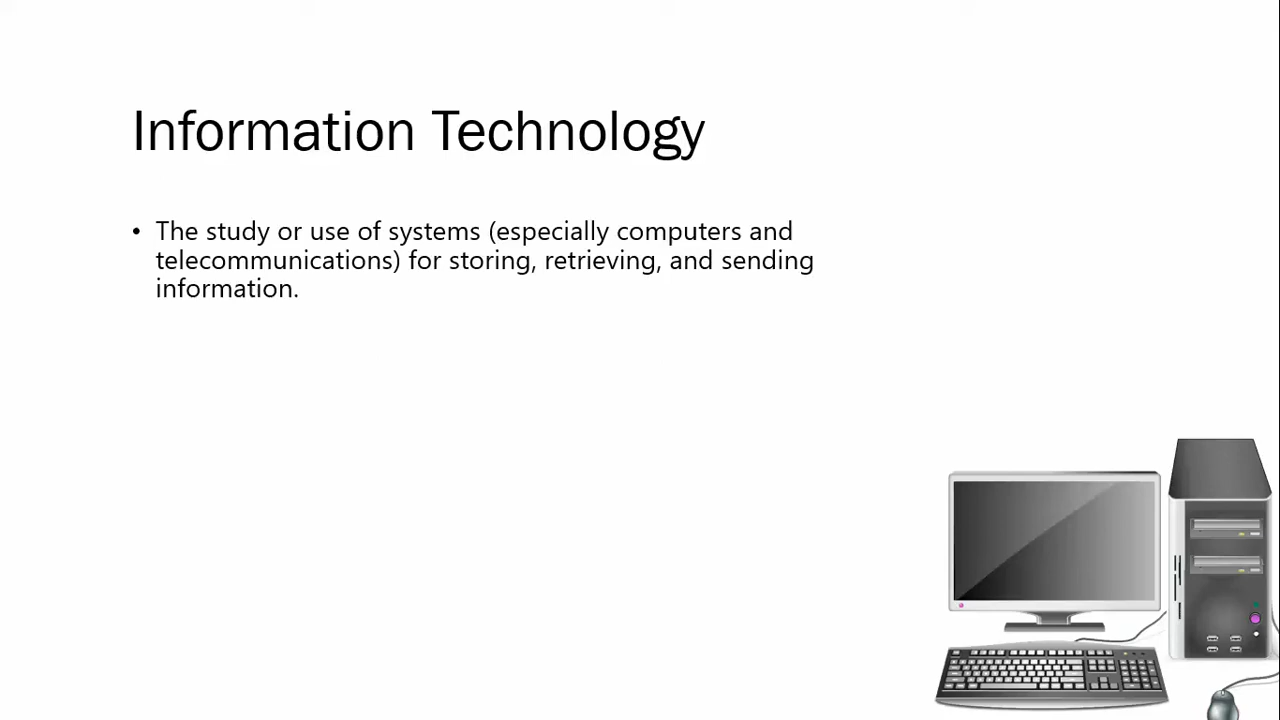 Information Technology
• The study or use of systems (especially computers and
telecommunications) for storing, retrieving, and sending
information.